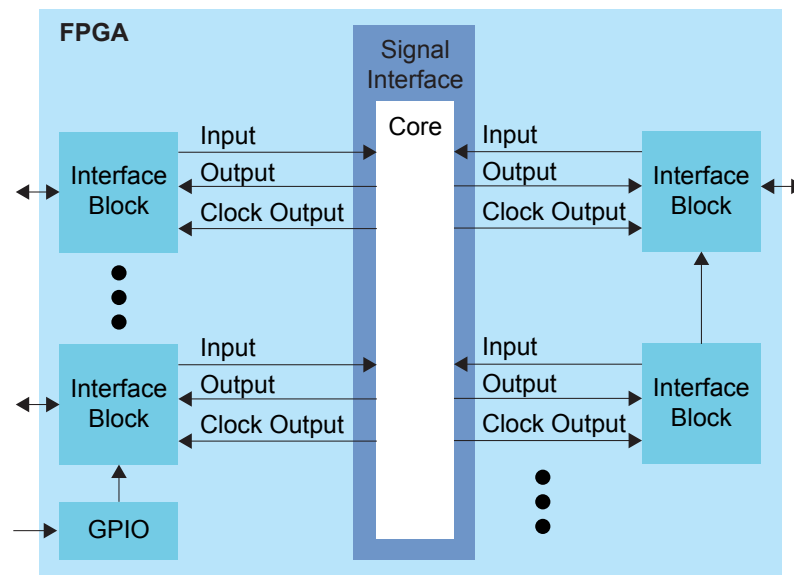 FPGA
Signal
Interface
Core
Input
Output
Clock Output
Interface
Block
Input
Output
Clock Output
Interface
Block
Input
Output
Clock Output
Interface
Block
Input
Output
Clock Output
Interface
Block
GPIO